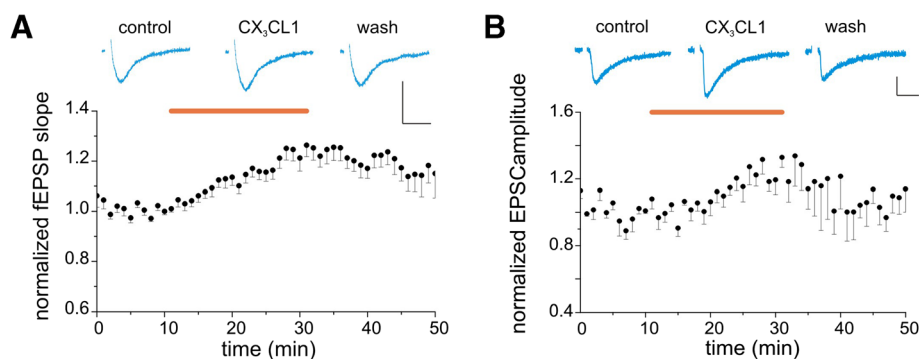 A
control CX₃CL1 wash
normalized fEPSP slope
1.4
1.2
1.0
0.8
0.6
0 10 20 30 40 50
time (min)
B
control CX₃CL1 wash
normalized EPSCamplitude
1.6
1.2
0.8
0.4
0 10 20 30 40 50
time (min)